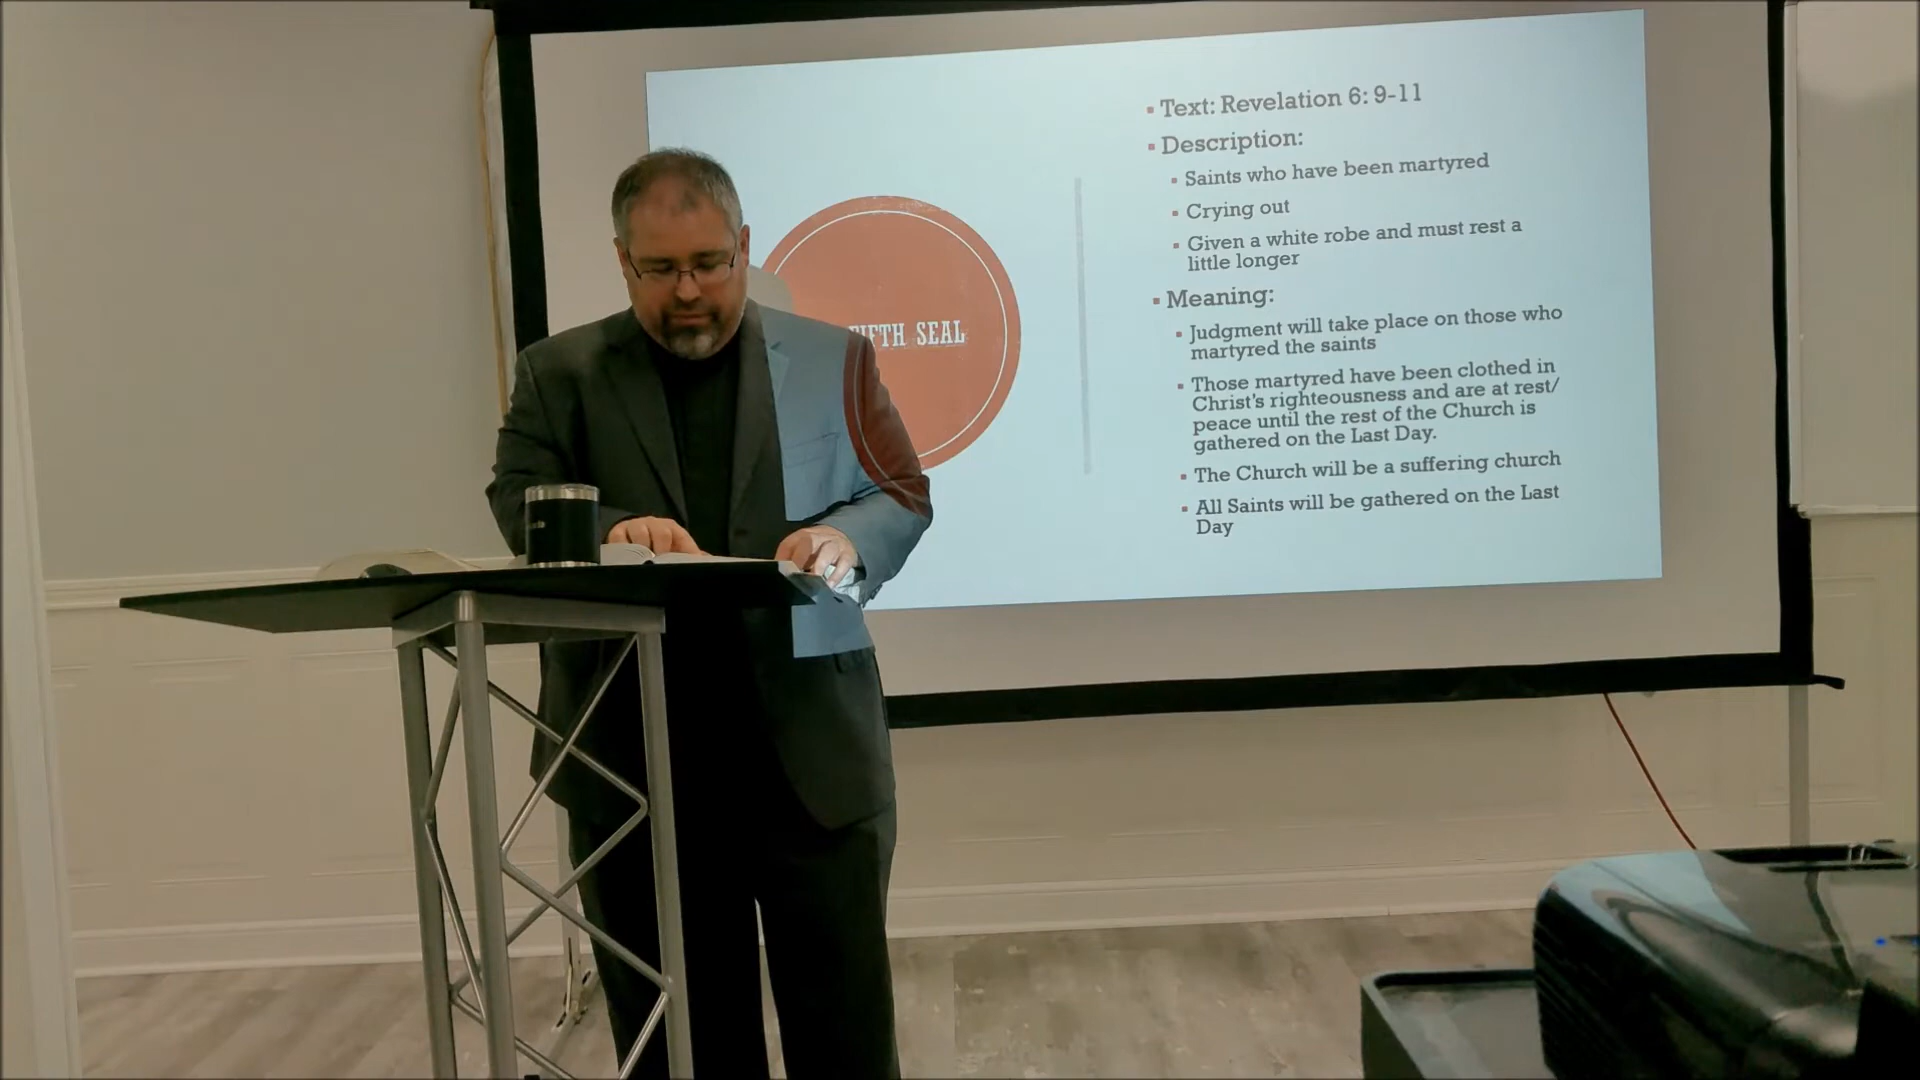 FIFTH SEAL
Text: Revelation 6: 9-11
Description:
Saints who have been martyred
Crying out
Given a white robe and must rest a
little longer
Meaning:
Judgment will take place on those who
martyred the saints
Those martyred have been clothed in
Christ's righteousness and are at rest/
peace until the rest of the Church is
gathered on the Last Day.
The Church will be a suffering church
All Saints will be gathered on the Last
Day